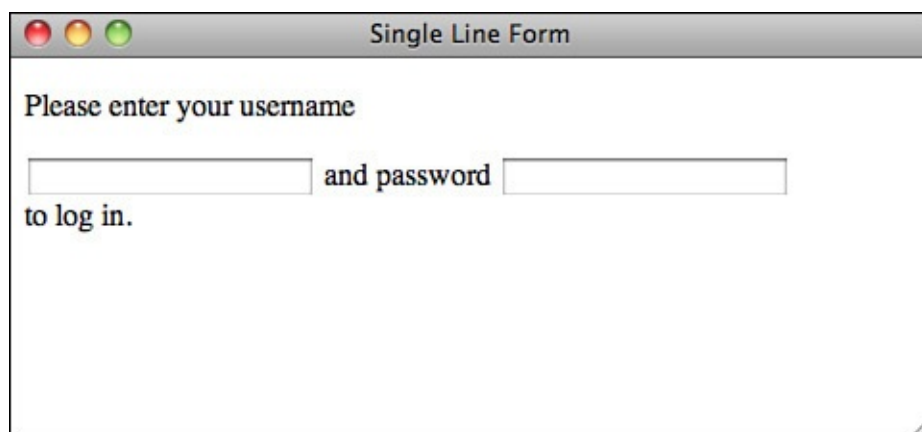 Single Line Form
Please enter your username
and password
to log in.